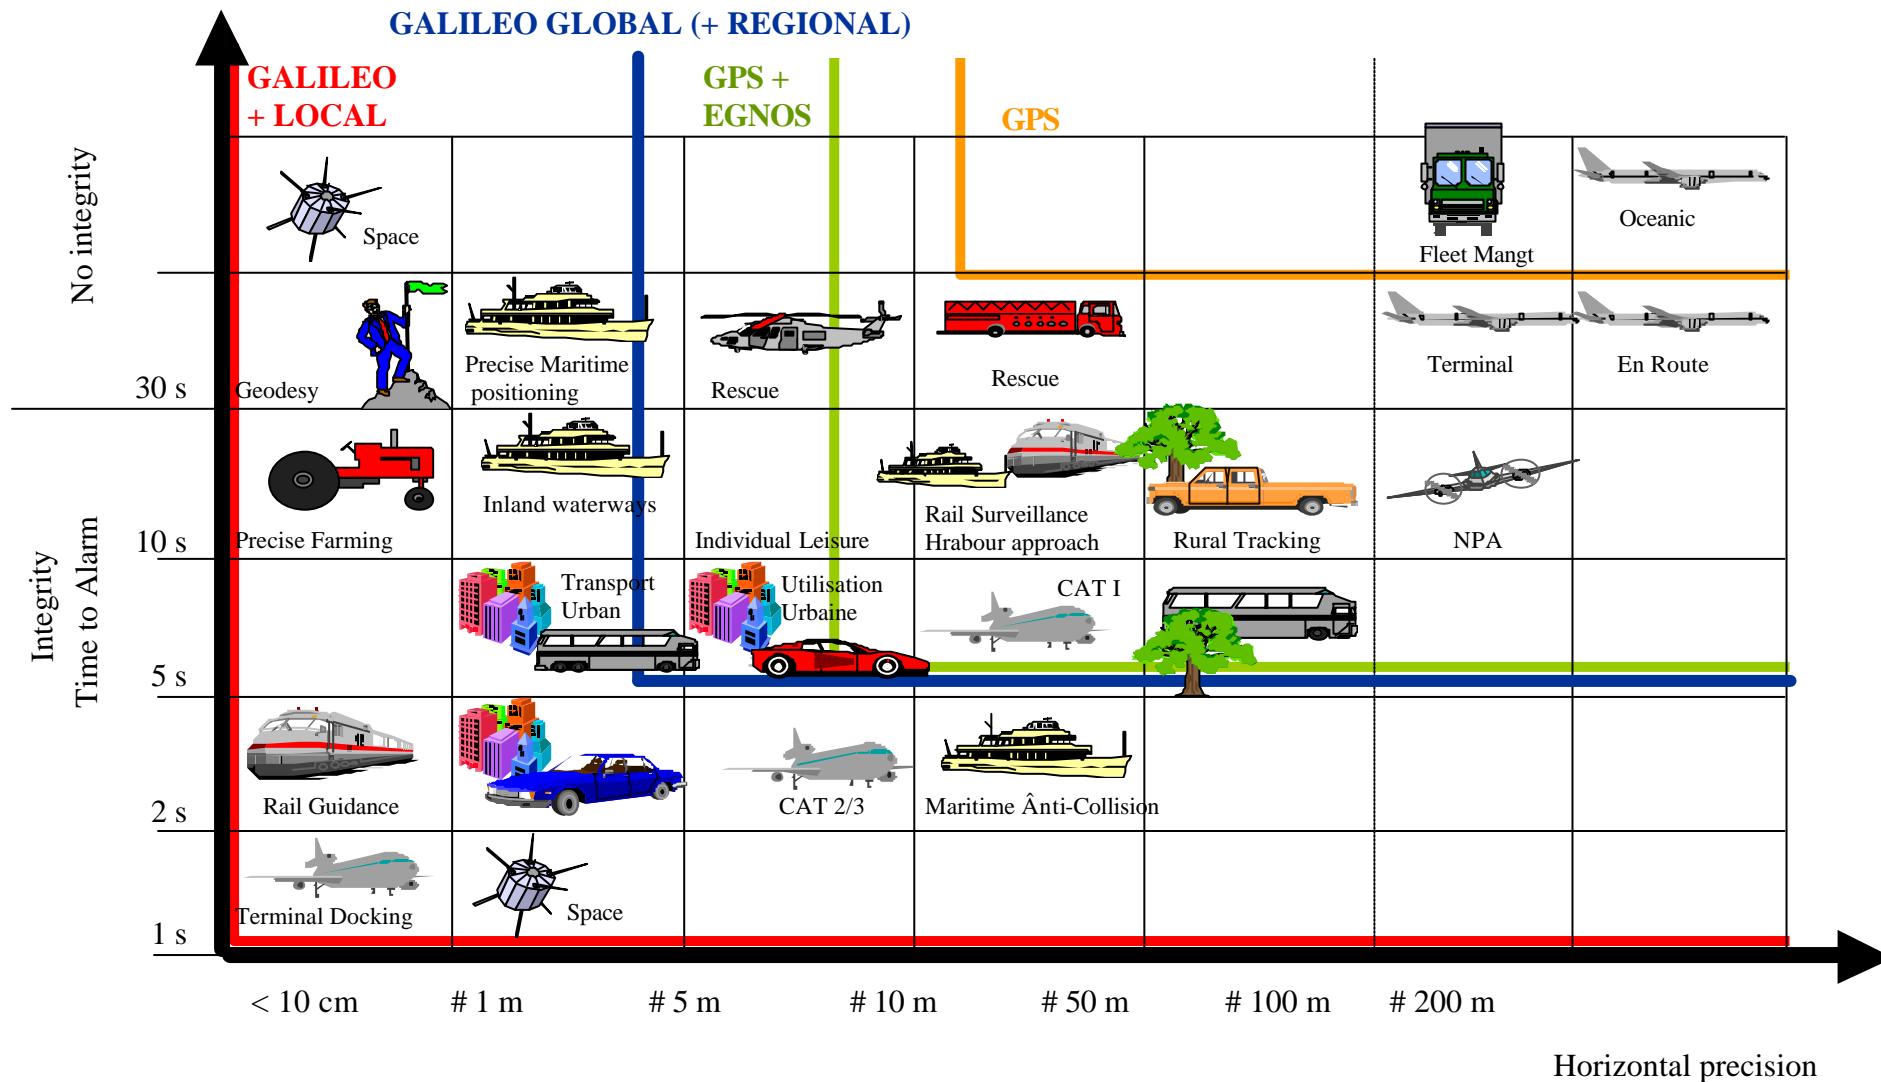 GALILEO GLOBAL (+ REGIONAL)
GALILEO
+ LOCAL
GPS +
EGNOS
GPS
No integrity
Space
Fleet Mangt
Oceanic
Geodesy
Precise Maritime
positioning
Rescue
Rescue
Terminal
En Route
30 s
Integrity
Time to Alarm
Precise Farming
Inland waterways
Individual Leisure
Rail Surveillance
Hrabour approach
Rural Tracking
NPA
10 s
Transport
Urban
Utilisation
Urbaine
CAT I
5 s
Rail Guidance
CAT 2/3
Maritime Ânti-Collision
2 s
Terminal Docking
Space
1 s
< 10 cm
# 1 m
# 5 m
# 10 m
# 50 m
# 100 m
# 200 m
Horizontal precision